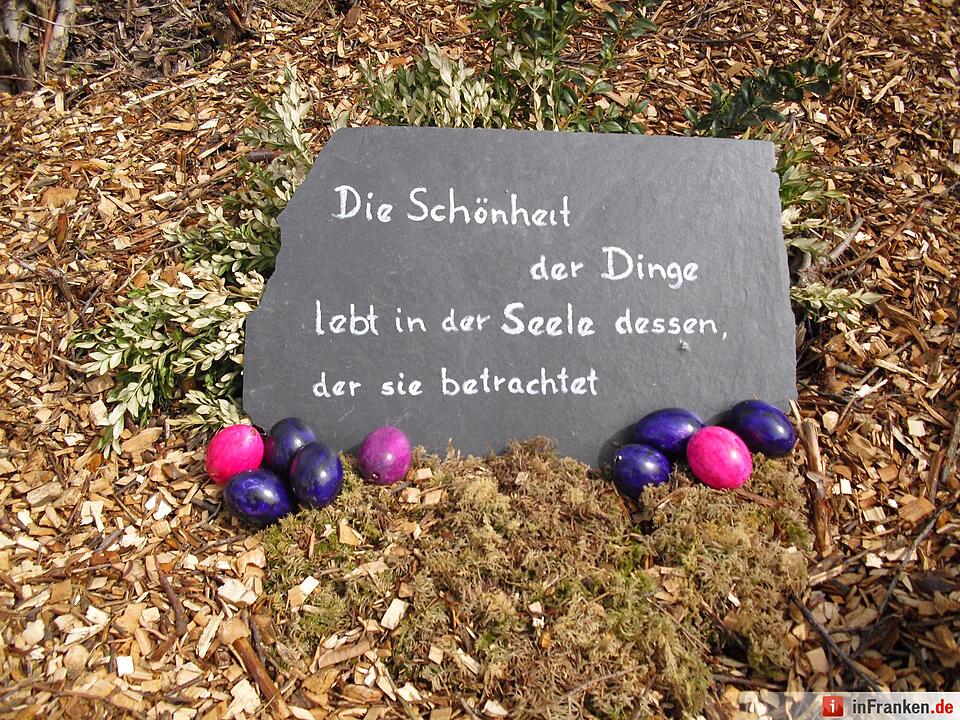 Die Schönheit
der Dinge
lebt in der Seele dessen,
der sie betrachtet
i inFranken.de